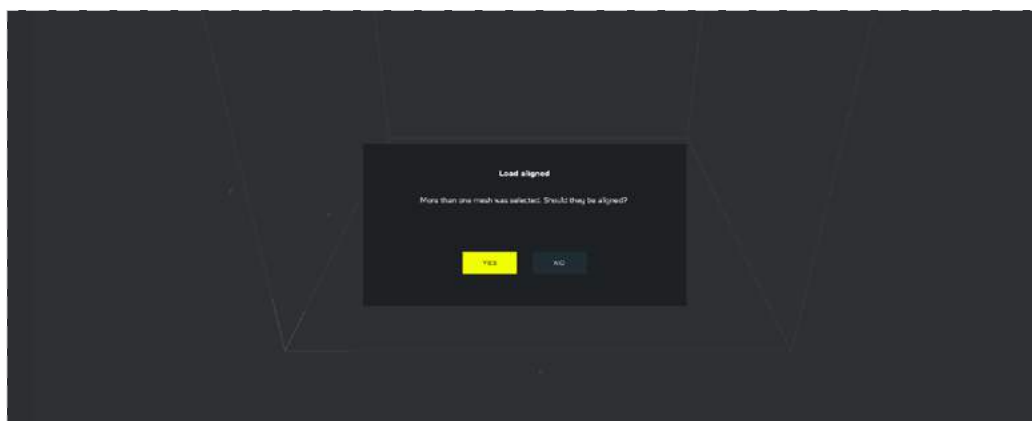 Load aligned
More than one mesh was selected. Should they be aligned?
YES
NO